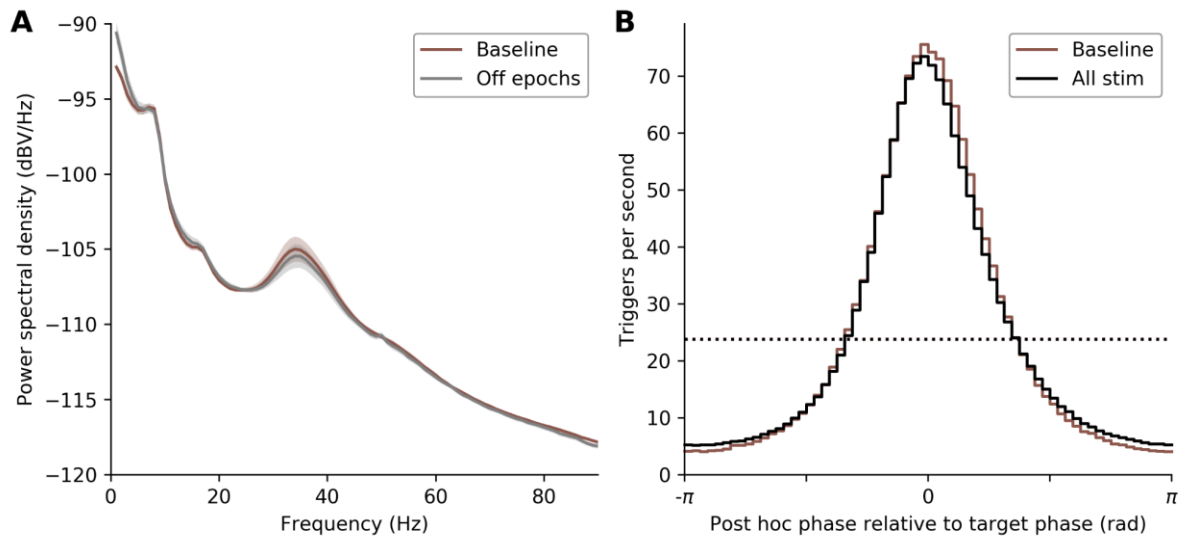 A
Power spectral density (dBV/Hz)
−90
−95
−100
−105
−110
−115
−120
0
20
40
60
80
Frequency (Hz)
Baseline
Off epochs
B
Triggers per second
70
60
50
40
30
20
10
0
-π
0
π
Post hoc phase relative to target phase (rad)
Baseline
All stim